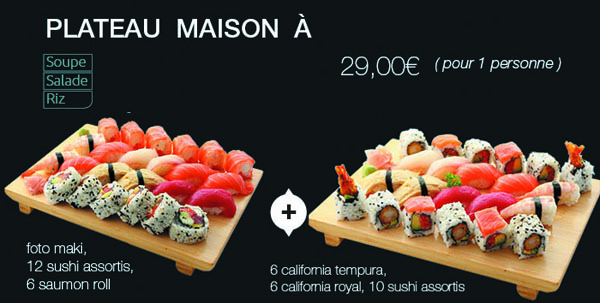 PLATEAU MAISON À
29,00€ ( pour 1 personne )
Soupe
Salade
Riz
+
foto maki,
12 sushi assortis,
6 saumon roll
6 california tempura,
6 california royal, 10 sushi assortis